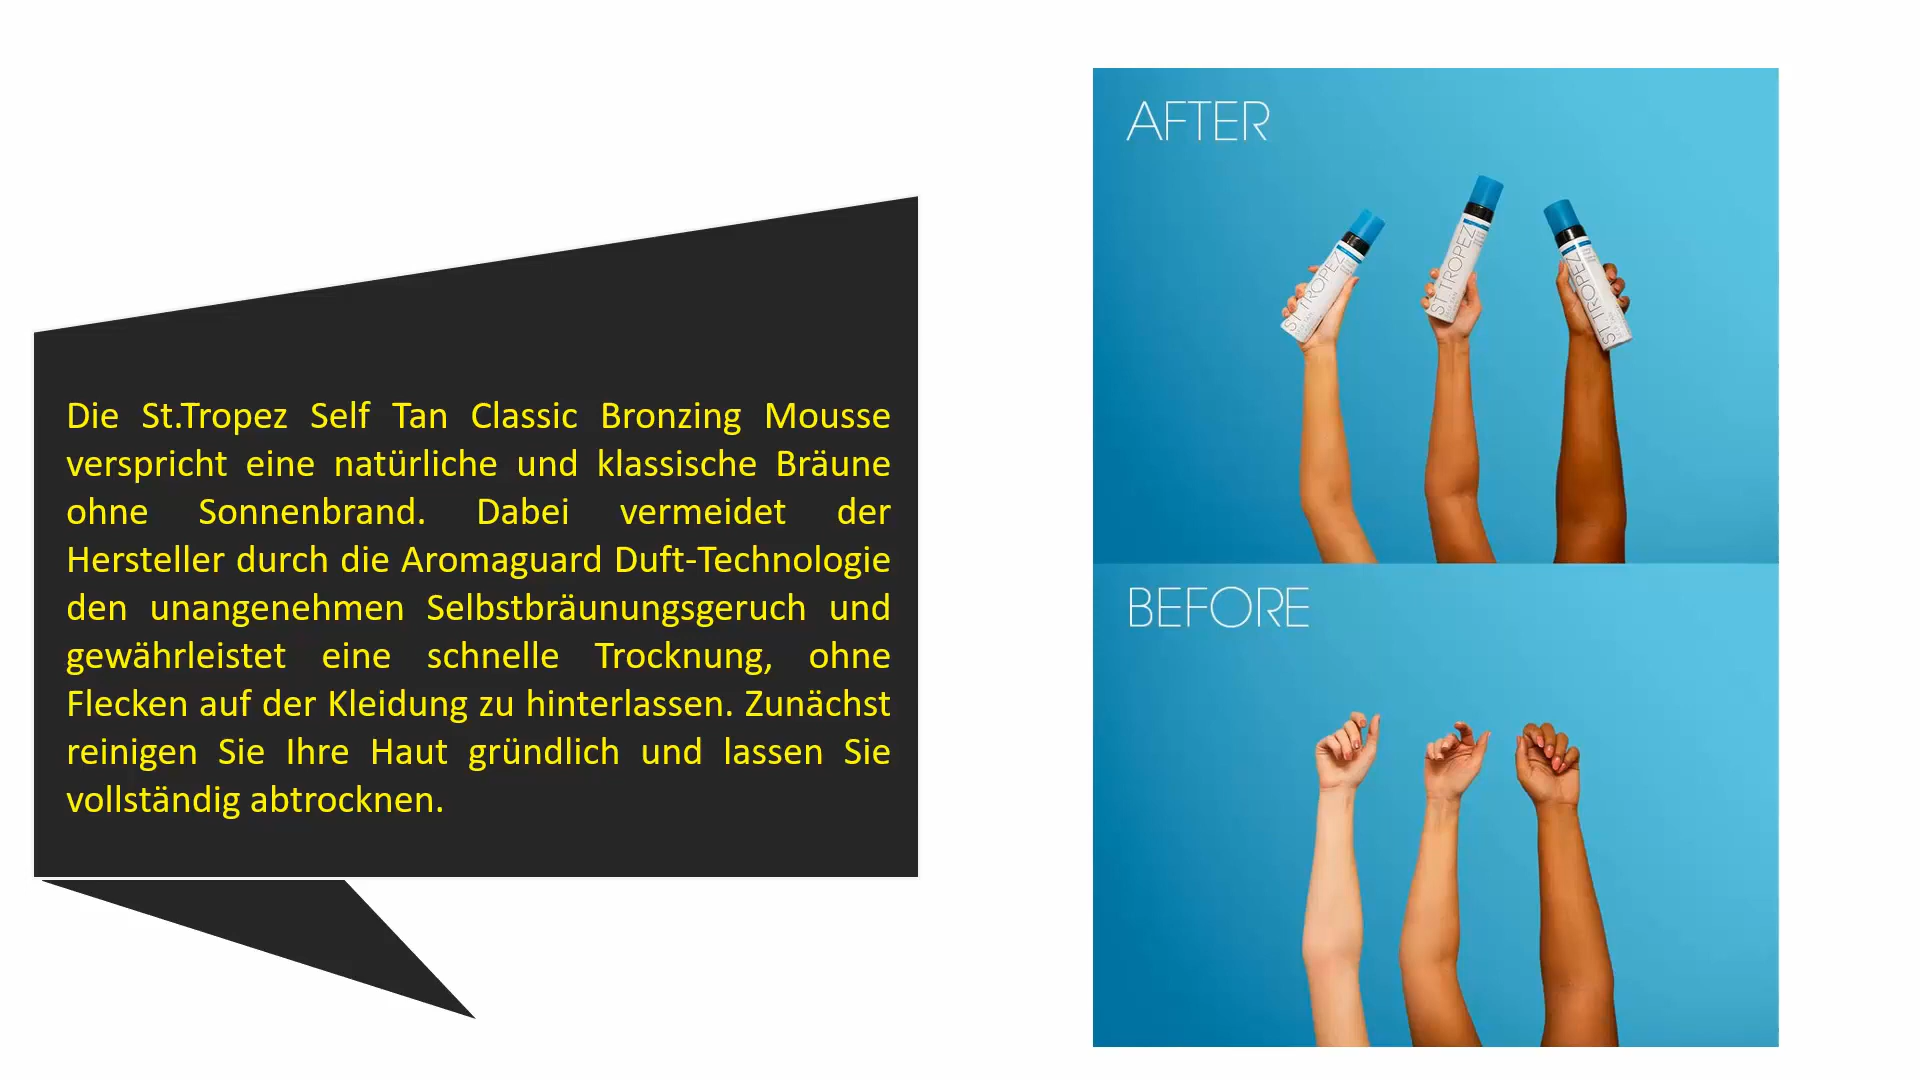 Die St.Tropez Self Tan Classic Bronzing Mousse
verspricht eine natürliche und klassische Bräune
ohne Sonnenbrand. Dabei vermeidet der
Hersteller durch die Aromaguard Duft-Technologie
den unangenehmen Selbstbräunungsgeruch und
gewährleistet eine schnelle Trocknung, ohne
Flecken auf der Kleidung zu hinterlassen. Zunächst
reinigen Sie Ihre Haut gründlich und lassen Sie
vollständig abtrocknen.
AFTER
ST.TROPEZ
ST.TROPEZ
ST.TROPEZ
BEFORE